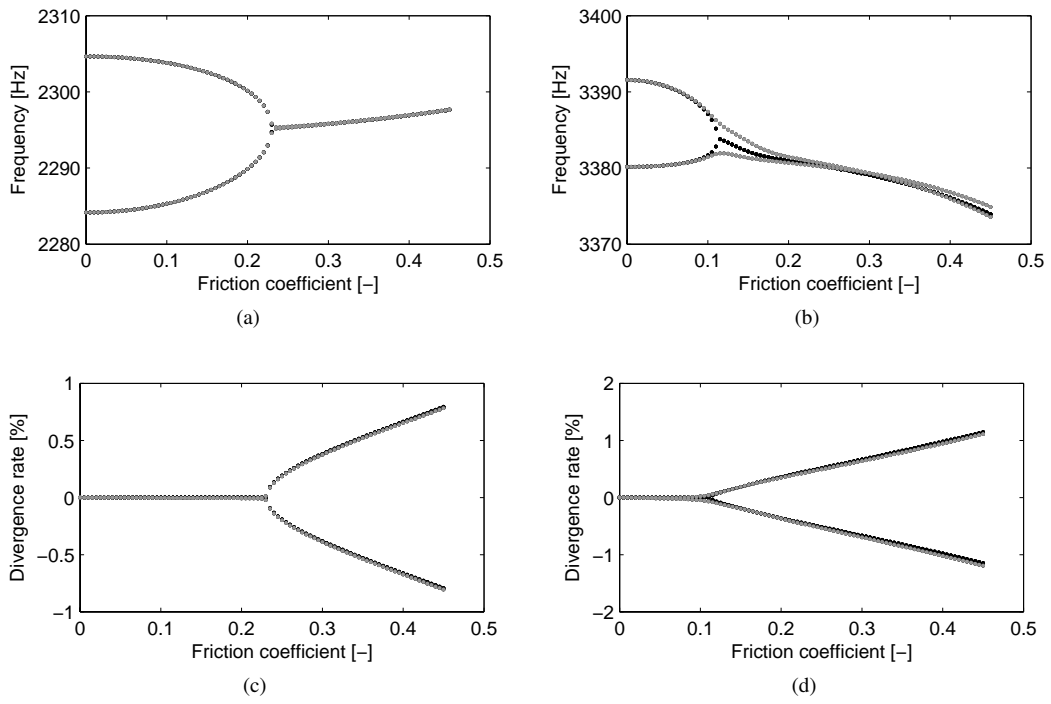 2310
2300
2290
2280
Frequency [Hz]
0 0.1 0.2 0.3 0.4 0.5
Friction coefficient [−]
(a)
3400
3390
3380
3370
Frequency [Hz]
0 0.1 0.2 0.3 0.4 0.5
Friction coefficient [−]
(b)
1
0.5
0
−0.5
−1
Divergence rate [%]
0 0.1 0.2 0.3 0.4 0.5
Friction coefficient [−]
(c)
2
1
0
−1
−2
Divergence rate [%]
0 0.1 0.2 0.3 0.4 0.5
Friction coefficient [−]
(d)